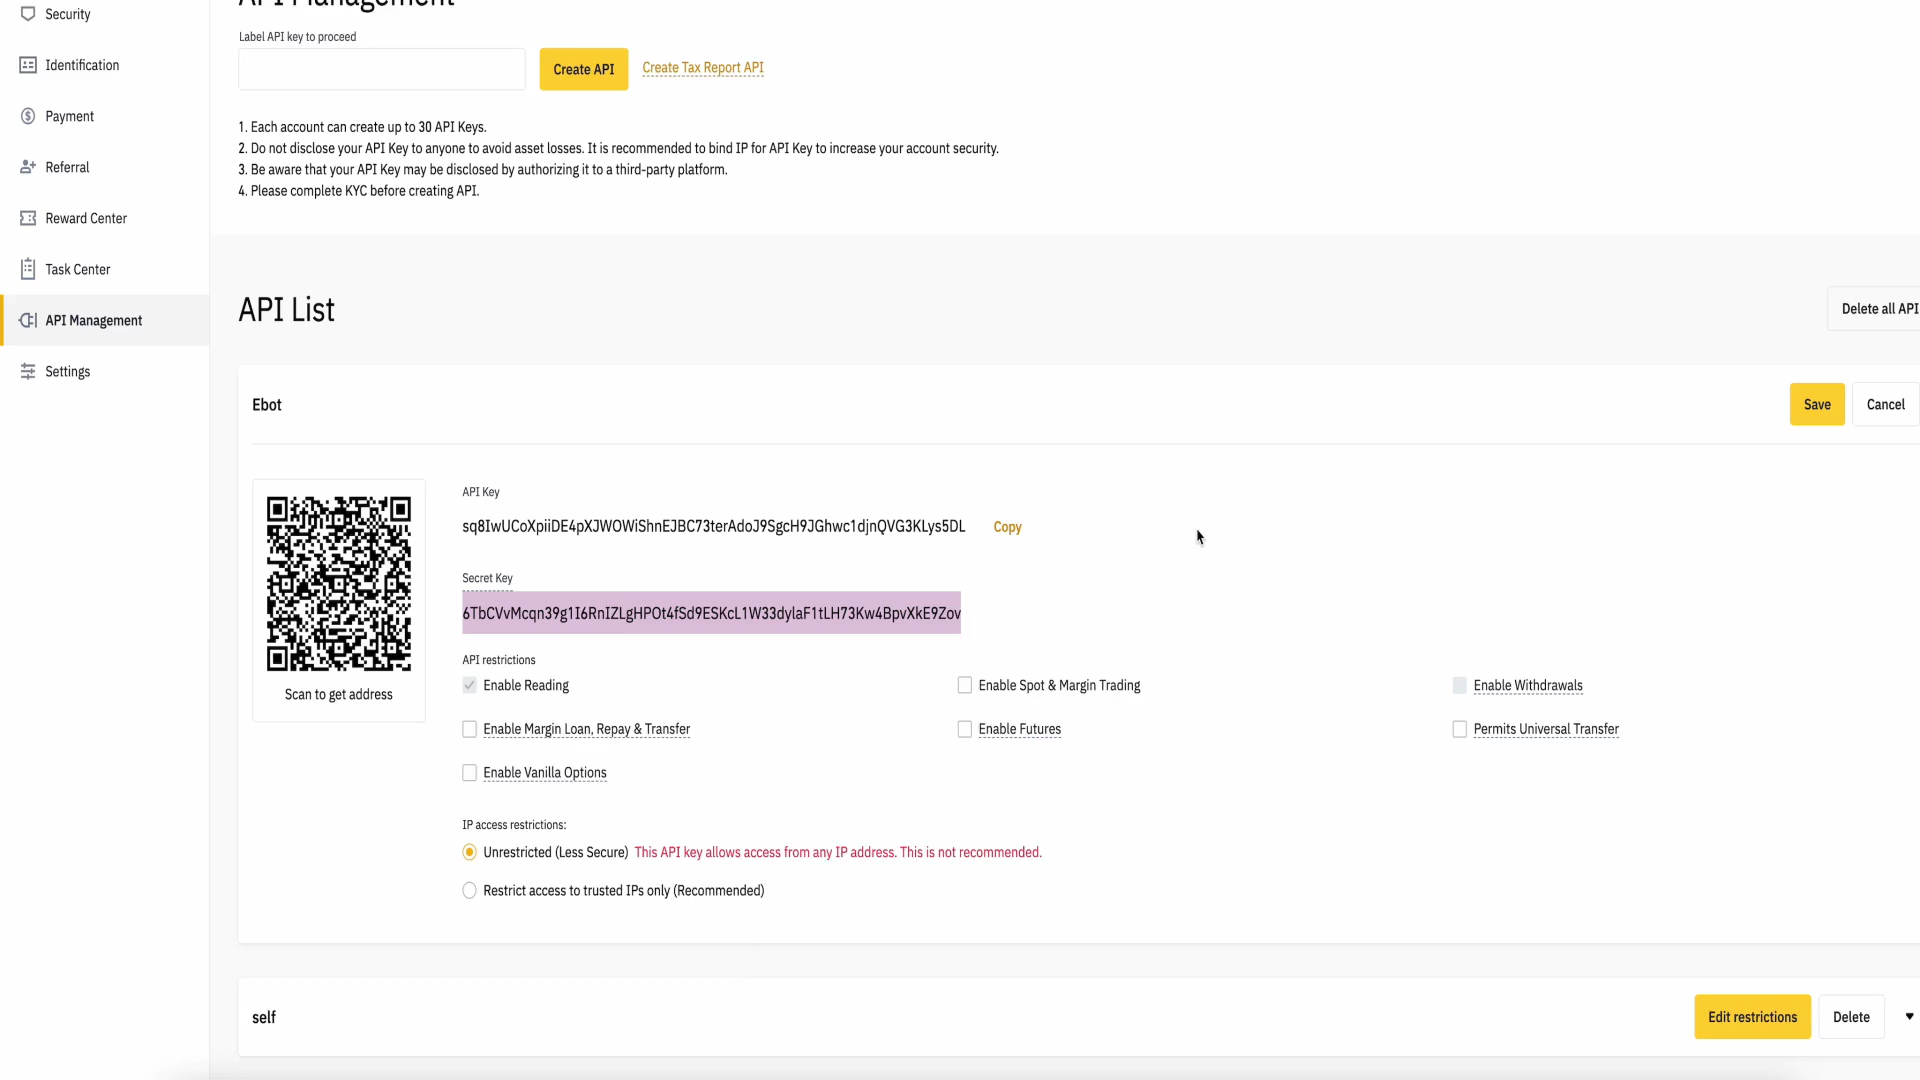 API Management
Security
Label API key to proceed
Identification
Create API
Create Tax Report API
Payment
1. Each account can create up to 30 API Keys.
2. Do not disclose your API Key to anyone to avoid asset losses. It is recommended to bind IP for API Key to increase your account security.
3. Be aware that your API Key may be disclosed by authorizing it to a third-party platform.
4. Please complete KYC before creating API.
Referral
Reward Center
Task Center
API Management
Settings
API List
Delete all API
Ebot
Save
Cancel
Scan to get address
API Key
sq8IwUCoXpiiDE4pXJWOWiShnEJBC73terAdoJ9SgcH9JGhwc1djnQVG3KLys5DL
Copy
Secret Key
6TbCVvMcqn39g1I6RnIZLgHPOt4fSd9ESKcL1W33dylaF1tLH73Kw4BpvXkE9Zov
API restrictions
Enable Reading
Enable Spot & Margin Trading
Enable Withdrawals
Enable Margin Loan, Repay & Transfer
Enable Futures
Permits Universal Transfer
Enable Vanilla Options
IP access restrictions:
Unrestricted (Less Secure) This API key allows access from any IP address. This is not recommended.
Restrict access to trusted IPs only (Recommended)
self
Edit restrictions
Delete